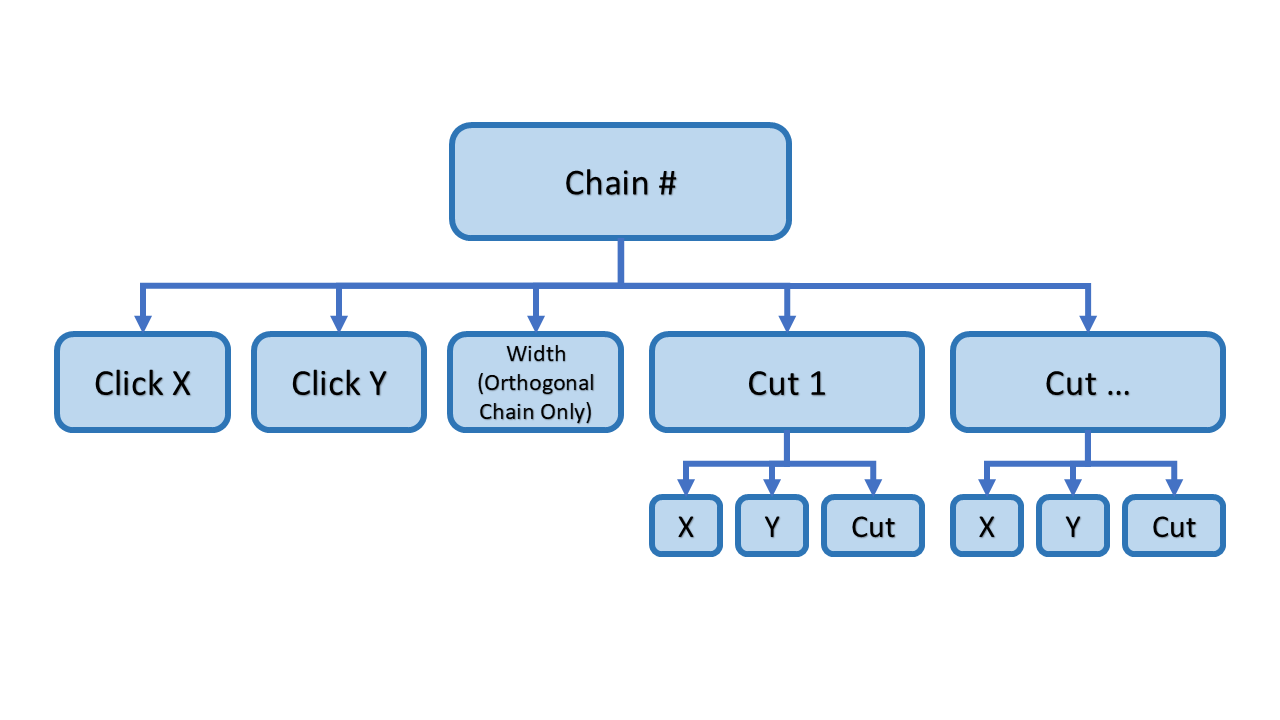 Chain #
Click X
Click Y
Width
(Orthogonal
Chain Only)
Cut 1
Cut ...
X
Y
Cut
X
Y
Cut